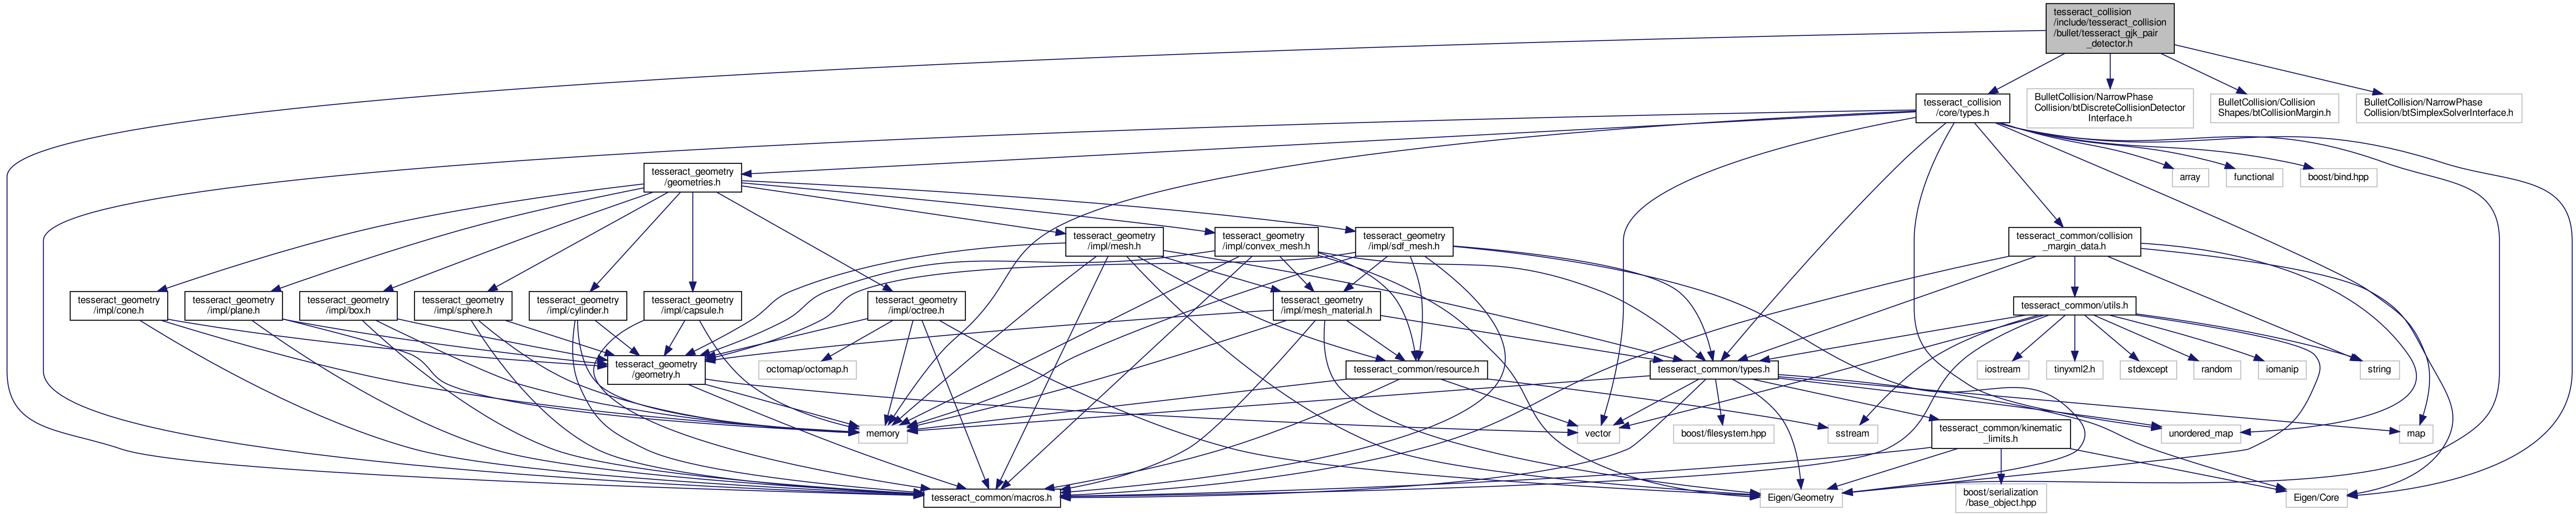 tesseract_collision
/include/tesseract_collision
/bullet/tesseract_gjk_pair
_detector.h
tesseract_collision
/core/types.h
BulletCollision/NarrowPhase
Collision/btDiscreteCollisionDetector
Interface.h
BulletCollision/Collision
Shapes/btCollisionMargin.h
BulletCollision/NarrowPhase
Collision/btSimplexSolverInterface.h
tesseract_geometry
/geometries.h
array
functional
boost/bind.hpp
tesseract_geometry
/impl/mesh.h
tesseract_geometry
/impl/convex_mesh.h
tesseract_geometry
/impl/sdf_mesh.h
tesseract_common/collision
_margin_data.h
tesseract_geometry
/impl/cone.h
tesseract_geometry
/impl/plane.h
tesseract_geometry
/impl/box.h
tesseract_geometry
/impl/sphere.h
tesseract_geometry
/impl/cylinder.h
tesseract_geometry
/impl/capsule.h
tesseract_geometry
/impl/octree.h
tesseract_geometry
/impl/mesh_material.h
tesseract_common/utils.h
tesseract_geometry
/geometry.h
octomap/octomap.h
tesseract_common/resource.h
tesseract_common/types.h
iostream
tinyxml2.h
stdexcept
random
iomanip
string
memory
vector
boost/filesystem.hpp
sstream
tesseract_common/kinematic
_limits.h
unordered_map
map
tesseract_common/macros.h
Eigen/Geometry
boost/serialization
/base_object.hpp
Eigen/Core